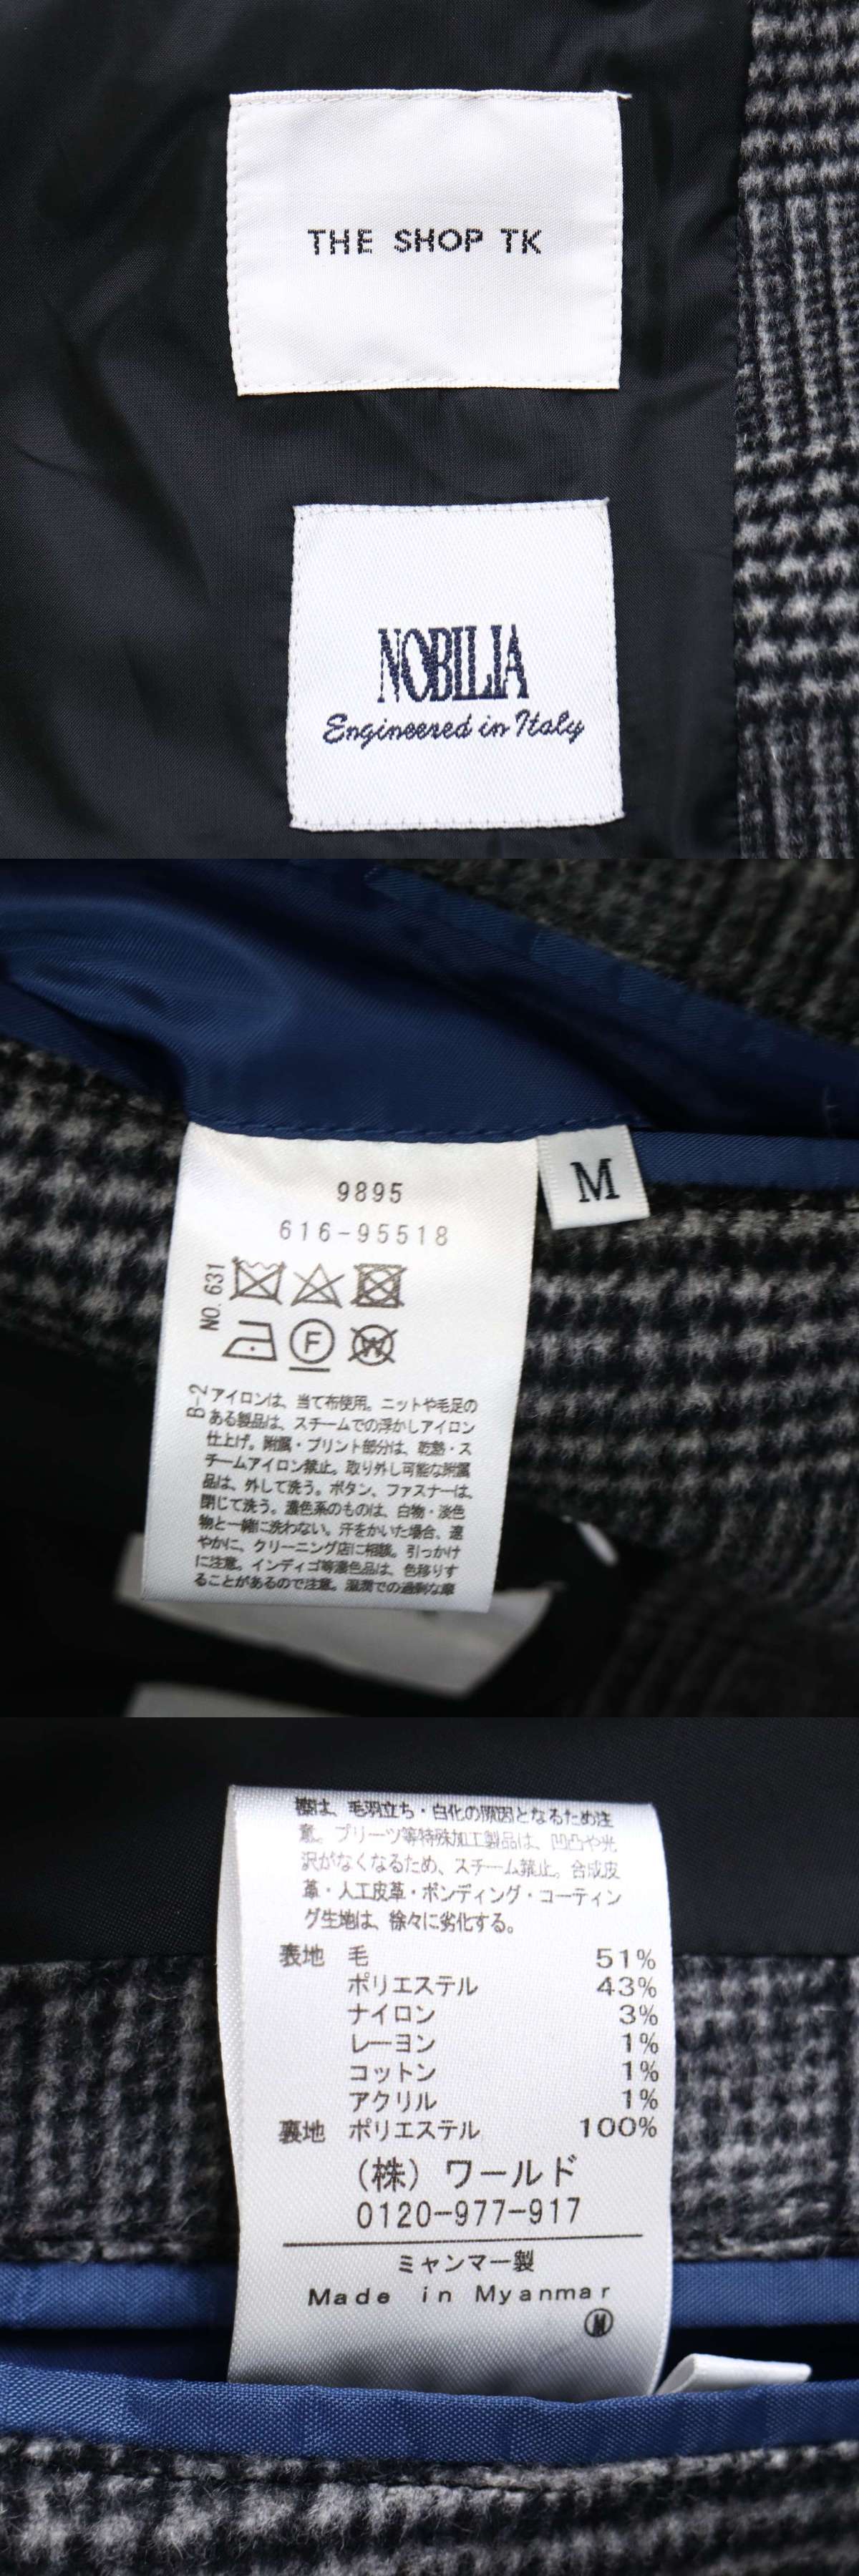 THE SHOP TK
NOBILIA
Engineered in Italy
M
9895
616-95518
NO. 631
F
W
B-2
アイロンは、当て布使用。ニットや毛足の
ある製品は、スチームでの浮かしアイロン
仕上げ。附属・プリント部分は、乾熱・ス
チームアイロン禁止。取り外し可能な附属
品は、外して洗う。ボタン、ファスナーは、
閉じて洗う。濃色系のものは、白物・淡色
物と一緒に洗わない。汗をかいた場合、速
やかに、クリーニング店に相談。引っかけ
に注意。インディゴ等濃色品は、色移りす
ることがあるので注意。湿潤での過剰な摩
擦は、毛羽立ち・白化の原因となるため注
意。プリーツ等特殊加工製品は、凹凸や光
沢がなくなるため、スチーム禁止。合成皮
革・人工皮革・ボンディング・コーティン
グ生地は、徐々に劣化する。
表地 毛 51%
ポリエステル 43%
ナイロン 3%
レーヨン 1%
コットン 1%
アクリル 1%
裏地 ポリエステル 100%
(株) ワールド
0120-977-917
ミャンマー製
Made in Myanmar
M